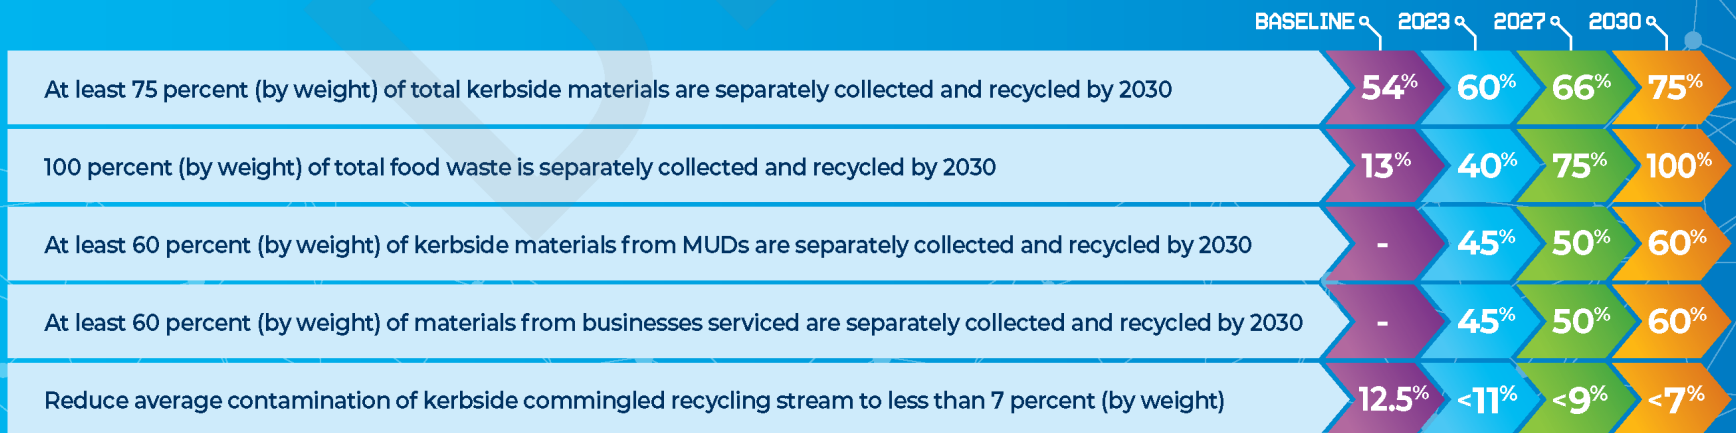 BASELINE 2023 2027 2030
At least 75 percent (by weight) of total kerbside materials are separately collected and recycled by 2030 54% 60% 66% 75%
100 percent (by weight) of total food waste is separately collected and recycled by 2030 13% 40% 75% 100%
At least 60 percent (by weight) of kerbside materials from MUDs are separately collected and recycled by 2030 - 45% 50% 60%
At least 60 percent (by weight) of materials from businesses serviced are separately collected and recycled by 2030 - 45% 50% 60%
Reduce average contamination of kerbside commingled recycling stream to less than 7 percent (by weight) 12.5% <11% <9% <7%